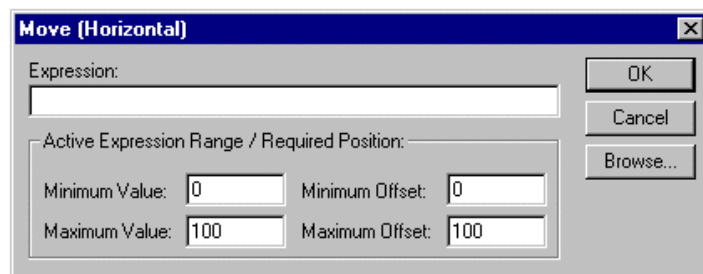 Move (Horizontal)
Expression:
OK
Cancel
Active Expression Range / Required Position:
Browse...
Minimum Value: 0 Minimum Offset: 0
Maximum Value: 100 Maximum Offset: 100